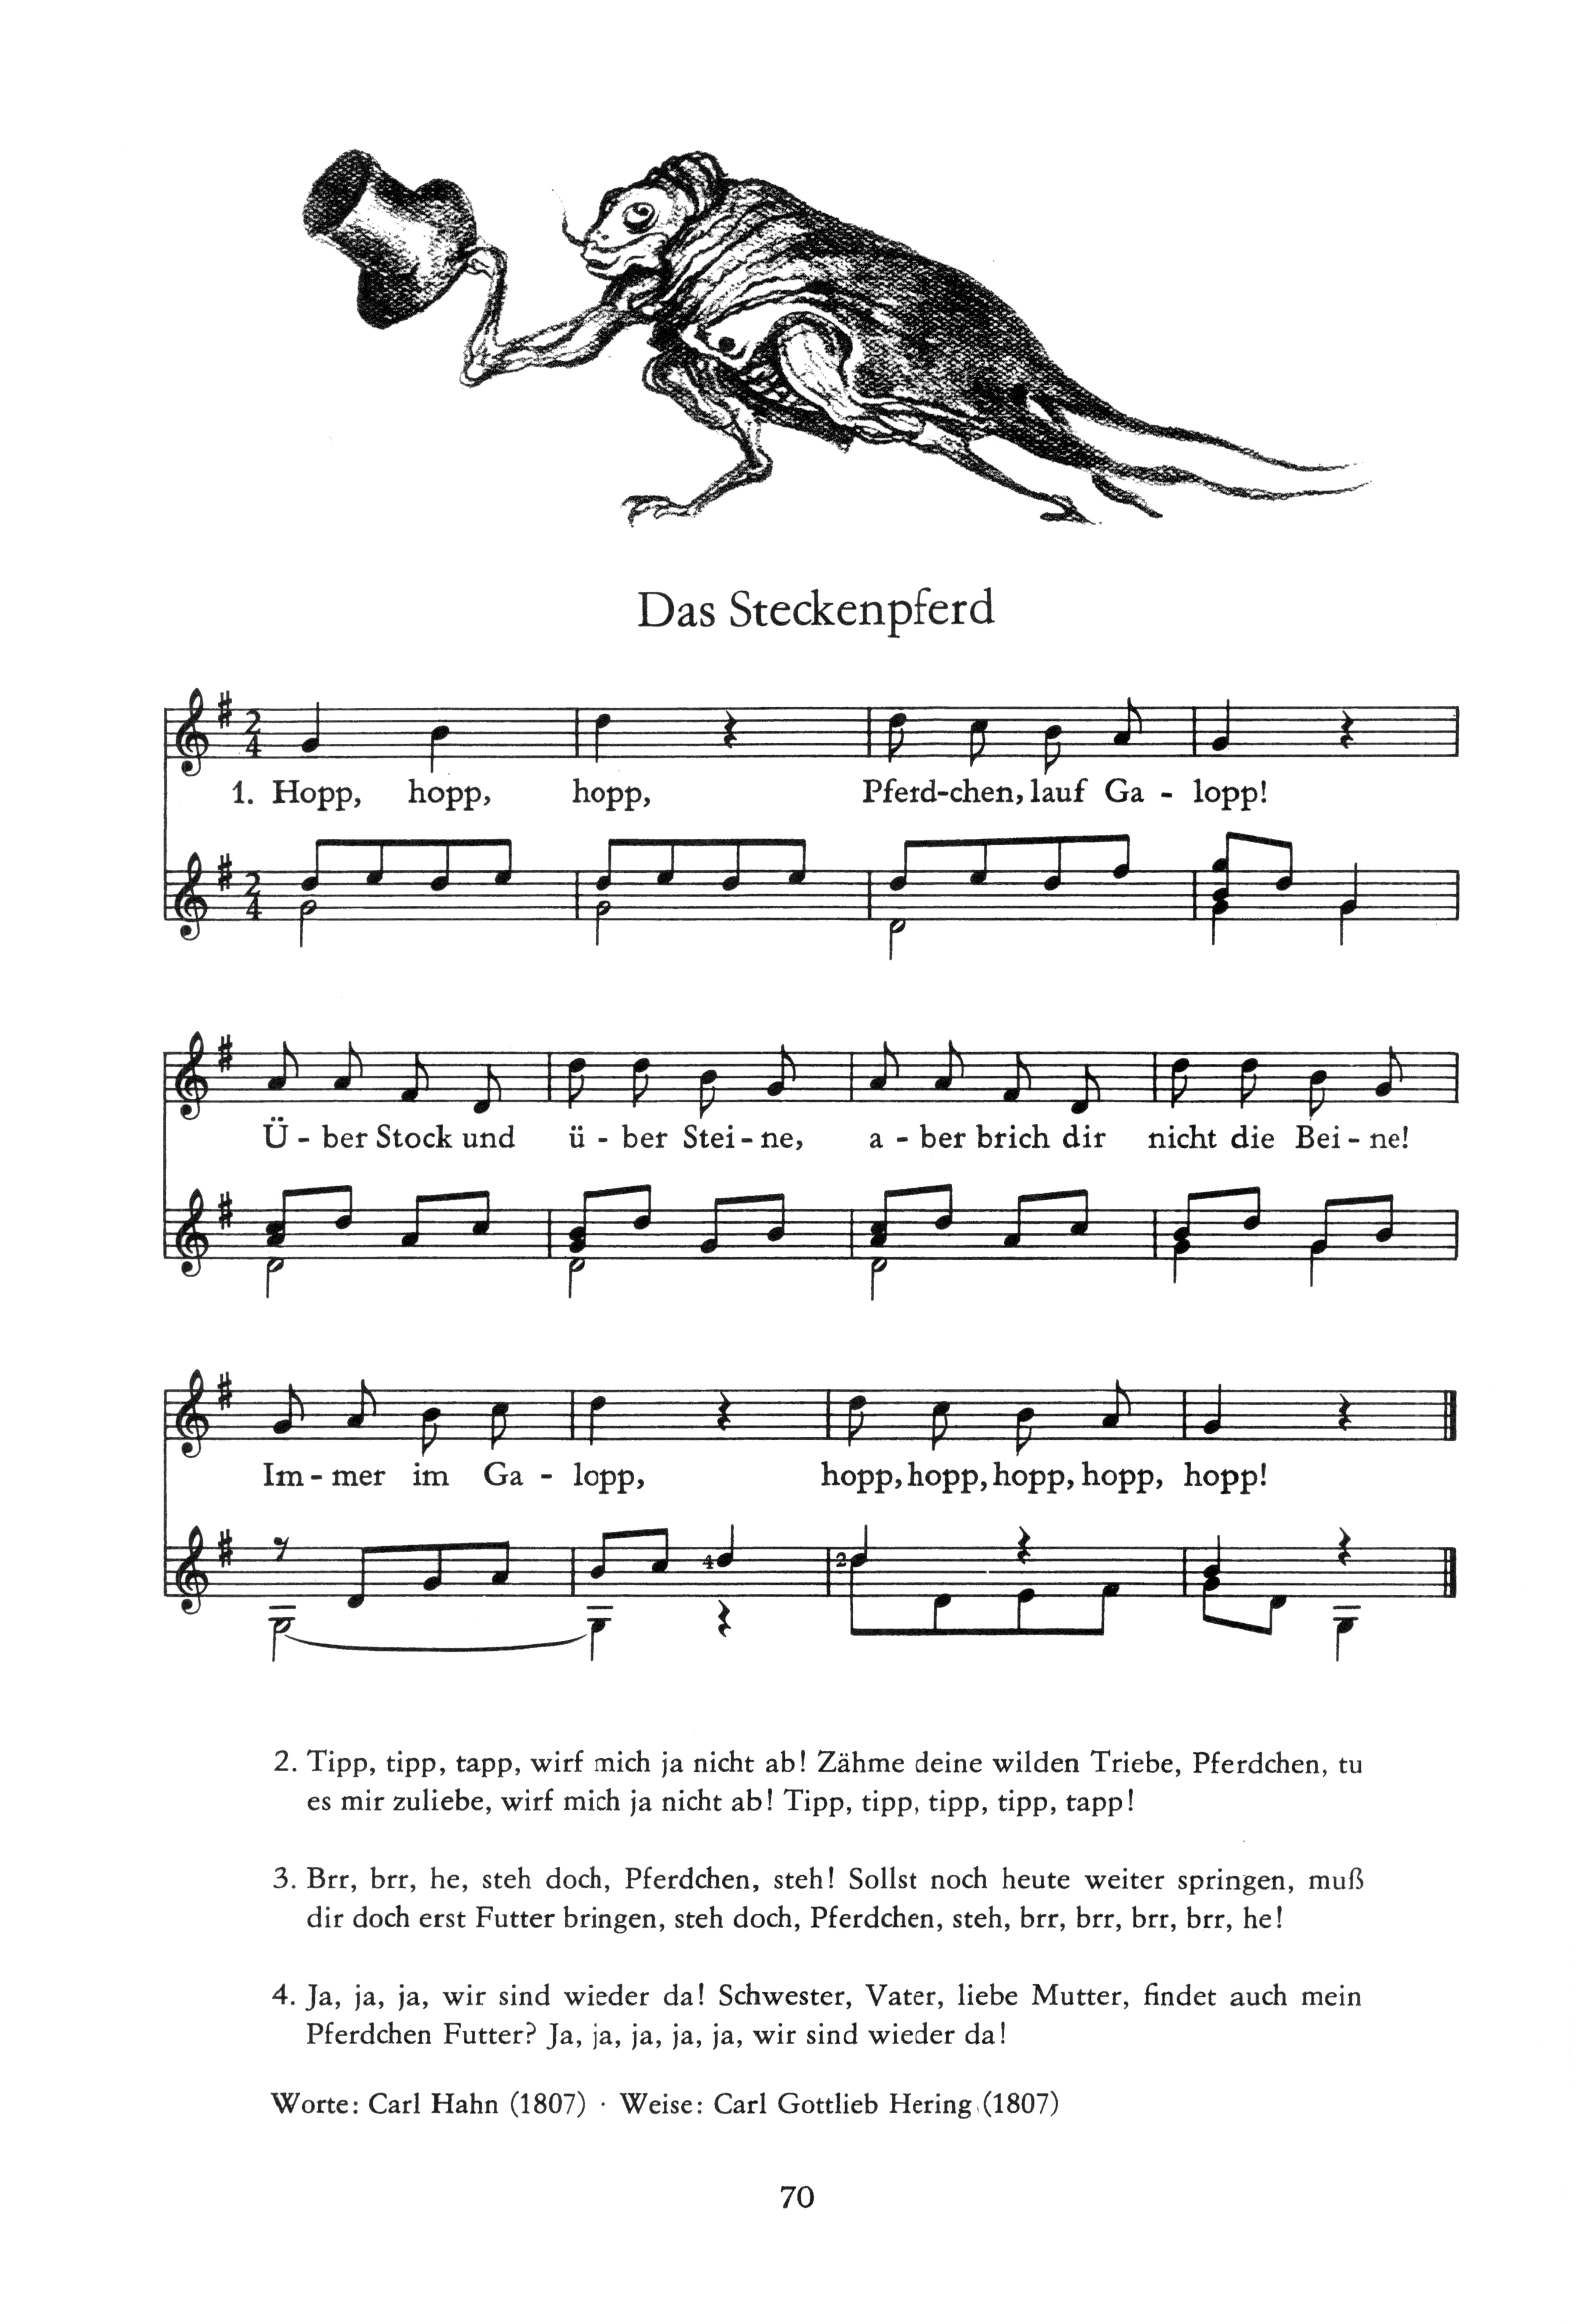 Das Steckenpferd
2
4
1. Hopp, hopp, hopp, Pferd-chen, lauf Ga - lopp!
2
4
Ü - ber Stock und ü - ber Stei - ne, a - ber brich dir nicht die Bei - ne!
Im - mer im Ga - lopp, hopp, hopp, hopp, hopp, hopp!
4 2
2. Tipp, tipp, tapp, wirf mich ja nicht ab! Zähme deine wilden Triebe, Pferdchen, tu
es mir zuliebe, wirf mich ja nicht ab! Tipp, tipp, tipp, tipp, tapp!
3. Brr, brr, he, steh doch, Pferdchen, steh! Sollst noch heute weiter springen, muß
dir doch erst Futter bringen, steh doch, Pferdchen, steh, brr, brr, brr, brr, he!
4. Ja, ja, ja, wir sind wieder da! Schwester, Vater, liebe Mutter, findet auch mein
Pferdchen Futter? Ja, ja, ja, ja, ja, wir sind wieder da!
Worte: Carl Hahn (1807) · Weise: Carl Gottlieb Hering (1807)
70